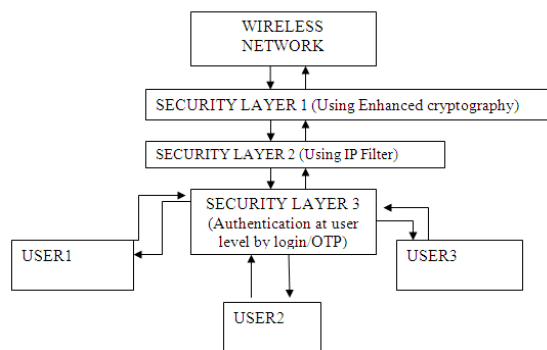 WIRELESS
NETWORK
SECURITY LAYER 1 (Using Enhanced cryptography)
SECURITY LAYER 2 (Using IP Filter)
SECURITY LAYER 3
(Authentication at user
level by login/OTP)
USER1
USER3
USER2